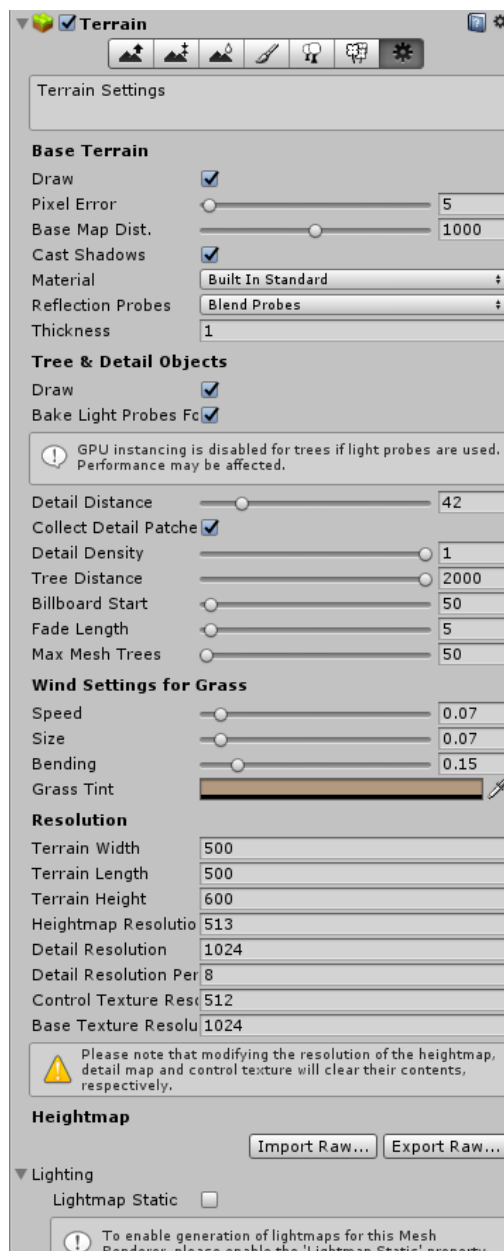 Terrain
Terrain Settings
Base Terrain
Draw
Pixel Error 5
Base Map Dist. 1000
Cast Shadows
Material Built In Standard
Reflection Probes Blend Probes
Thickness 1
Tree & Detail Objects
Draw
Bake Light Probes Fo
GPU instancing is disabled for trees if light probes are used.
Performance may be affected.
Detail Distance 42
Collect Detail Patche
Detail Density 1
Tree Distance 2000
Billboard Start 50
Fade Length 5
Max Mesh Trees 50
Wind Settings for Grass
Speed 0.07
Size 0.07
Bending 0.15
Grass Tint
Resolution
Terrain Width 500
Terrain Length 500
Terrain Height 600
Heightmap Resolutio 513
Detail Resolution 1024
Detail Resolution Per 8
Control Texture Reso 512
Base Texture Resolu 1024
Please note that modifying the resolution of the heightmap,
detail map and control texture will clear their contents,
respectively.
Heightmap
Import Raw... Export Raw...
Lighting
Lightmap Static
To enable generation of lightmaps for this Mesh
Renderer, please enable the 'Lightmap Static' property